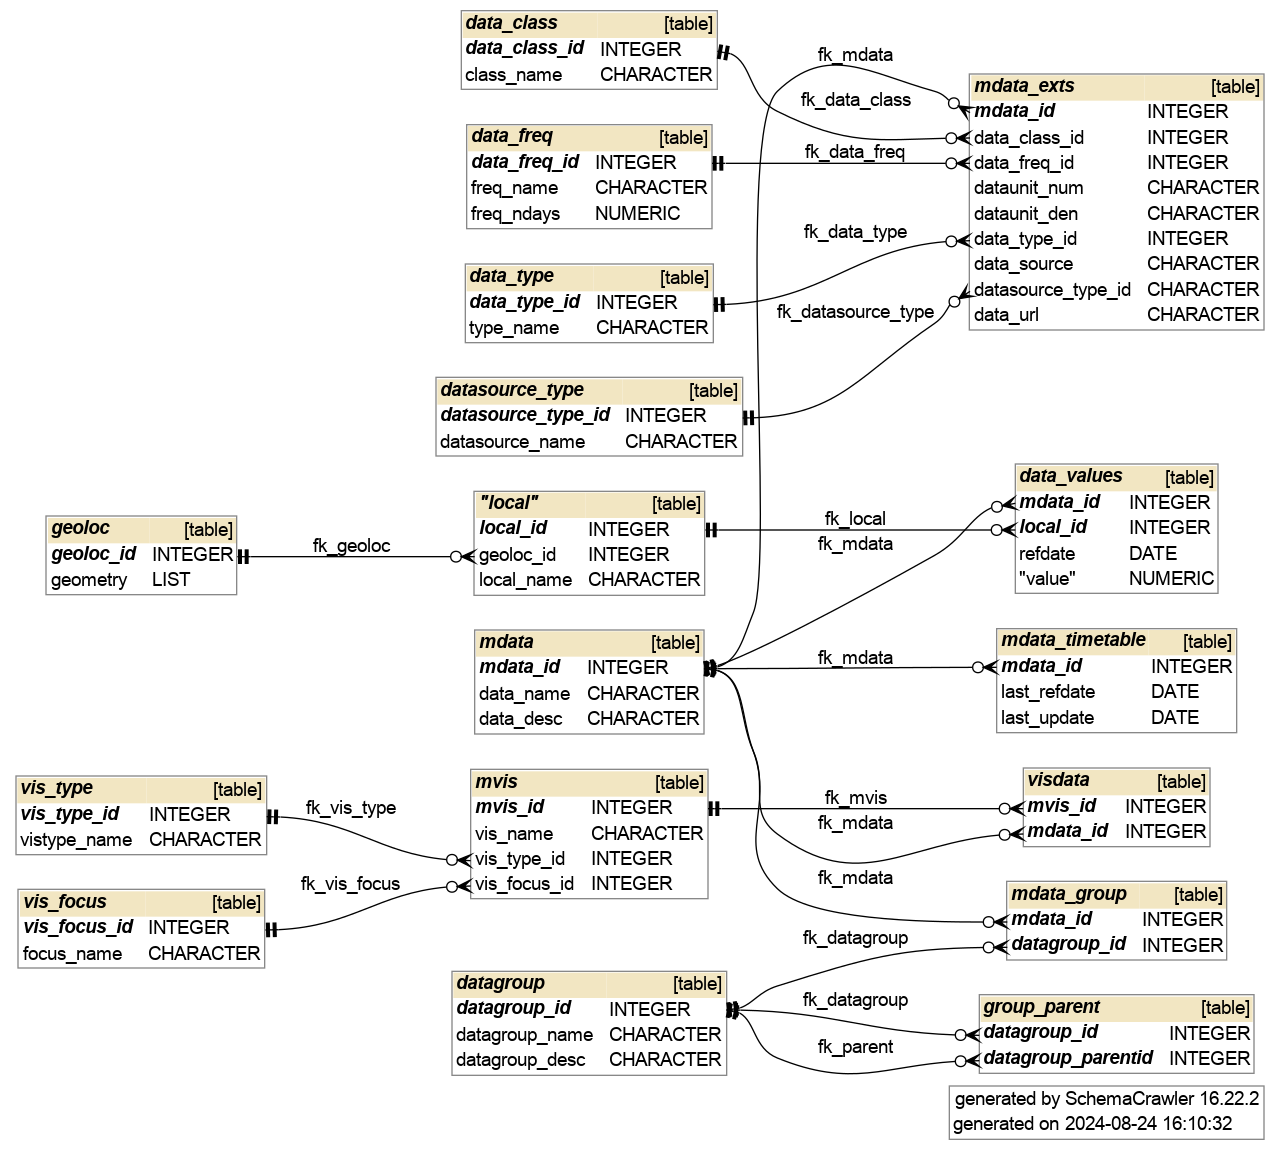 data_class [table]
data_class_id INTEGER
class_name CHARACTER
data_freq [table]
data_freq_id INTEGER
freq_name CHARACTER
freq_ndays NUMERIC
data_type [table]
data_type_id INTEGER
type_name CHARACTER
datasource_type [table]
datasource_type_id INTEGER
datasource_name CHARACTER
fk_mdata
fk_data_class
fk_data_freq
fk_data_type
fk_datasource_type
mdata_exts [table]
mdata_id INTEGER
data_class_id INTEGER
data_freq_id INTEGER
dataunit_num CHARACTER
dataunit_den CHARACTER
data_type_id INTEGER
data_source CHARACTER
datasource_type_id CHARACTER
data_url CHARACTER
geoloc [table]
geoloc_id INTEGER
geometry LIST
fk_geoloc
"local" [table]
local_id INTEGER
geoloc_id INTEGER
local_name CHARACTER
fk_local
fk_mdata
data_values [table]
mdata_id INTEGER
local_id INTEGER
refdate DATE
"value" NUMERIC
mdata [table]
mdata_id INTEGER
data_name CHARACTER
data_desc CHARACTER
fk_mdata
mdata_timetable [table]
mdata_id INTEGER
last_refdate DATE
last_update DATE
vis_type [table]
vis_type_id INTEGER
vistype_name CHARACTER
fk_vis_type
vis_focus [table]
vis_focus_id INTEGER
focus_name CHARACTER
fk_vis_focus
mvis [table]
mvis_id INTEGER
vis_name CHARACTER
vis_type_id INTEGER
vis_focus_id INTEGER
fk_mvis
fk_mdata
visdata [table]
mvis_id INTEGER
mdata_id INTEGER
fk_mdata
fk_datagroup
mdata_group [table]
mdata_id INTEGER
datagroup_id INTEGER
datagroup [table]
datagroup_id INTEGER
datagroup_name CHARACTER
datagroup_desc CHARACTER
fk_datagroup
fk_parent
group_parent [table]
datagroup_id INTEGER
datagroup_parentid INTEGER
generated by SchemaCrawler 16.22.2
generated on 2024-08-24 16:10:32